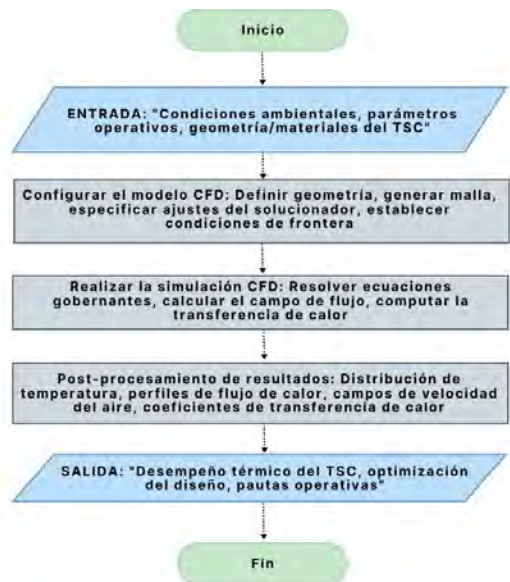 Inicio
ENTRADA: "Condiciones ambientales, parámetros
operativos, geometría/materiales del TSC"
Configurar el modelo CFD: Definir geometría, generar malla,
especificar ajustes del solucionador, establecer
condiciones de frontera
Realizar la simulación CFD: Resolver ecuaciones
gobernantes, calcular el campo de flujo, computar la
transferencia de calor
Post-procesamiento de resultados: Distribución de
temperatura, perfiles de flujo de calor, campos de velocidad
del aire, coeficientes de transferencia de calor
SALIDA: "Desempeño térmico del TSC, optimización
del diseño, pautas operativas"
Fin